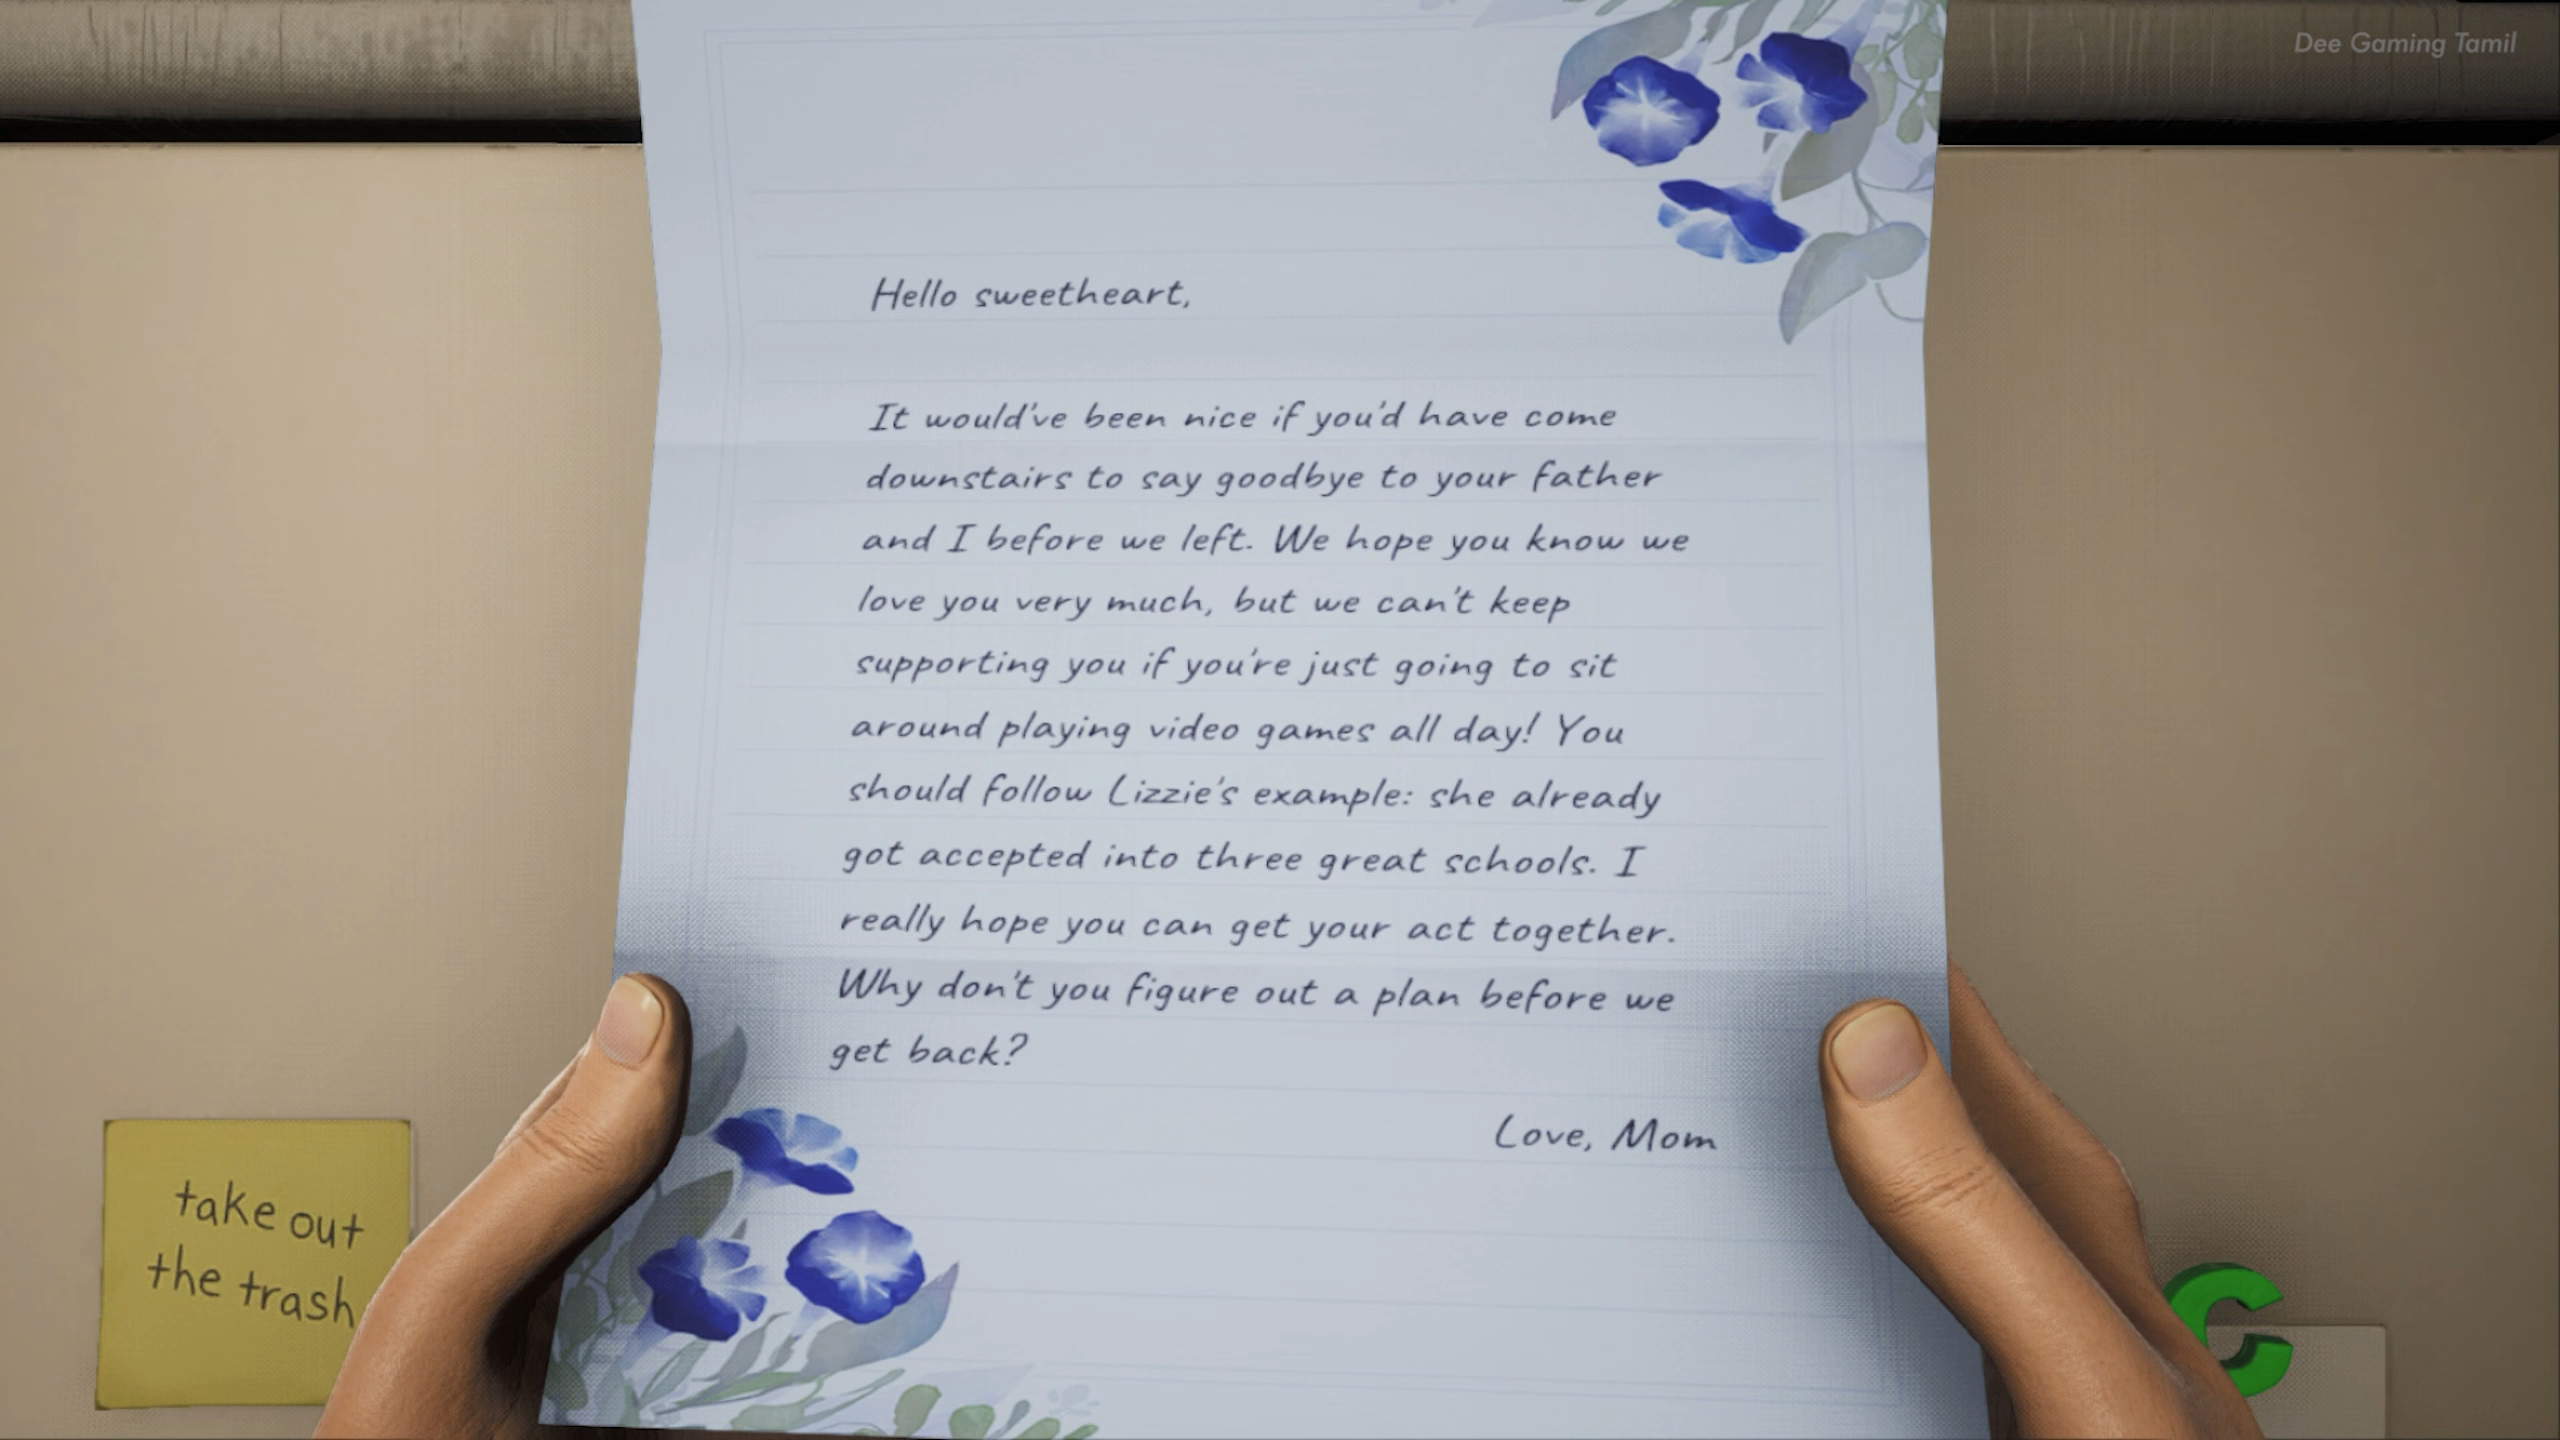 Dee Gaming Tamil
Hello sweetheart,
It would've been nice if you'd have come
downstairs to say goodbye to your father
and I before we left. We hope you know we
love you very much, but we can't keep
supporting you if you're just going to sit
around playing video games all day! You
should follow Lizzie's example: she already
got accepted into three great schools. I
really hope you can get your act together.
Why don't you figure out a plan before we
get back?
Love, Mom
take out
the trash
C